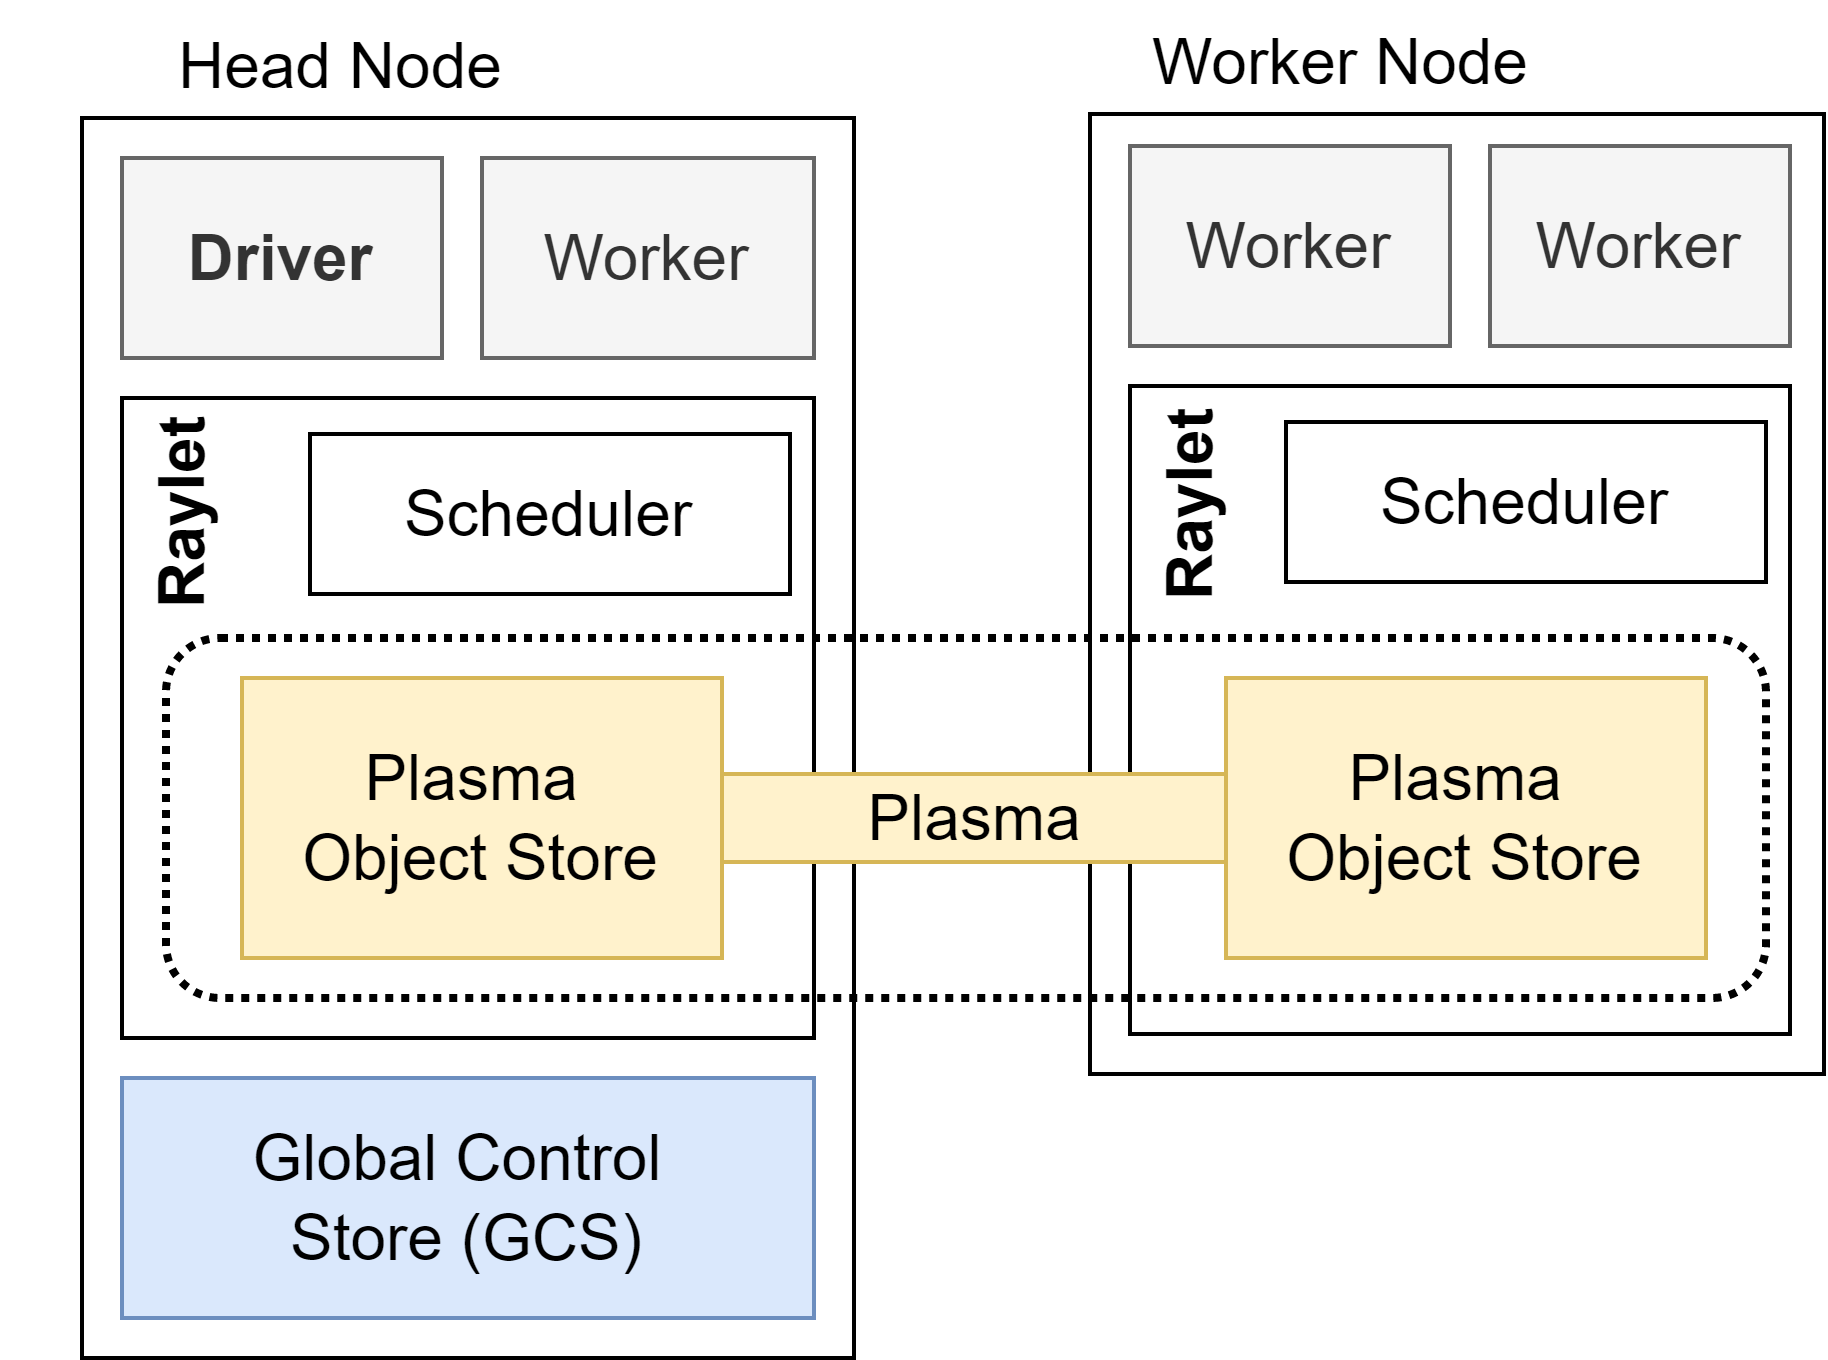 Head Node
Driver
Worker
Raylet
Scheduler
Plasma
Object Store
Global Control
Store (GCS)
Plasma
Worker Node
Worker
Worker
Raylet
Scheduler
Plasma
Object Store